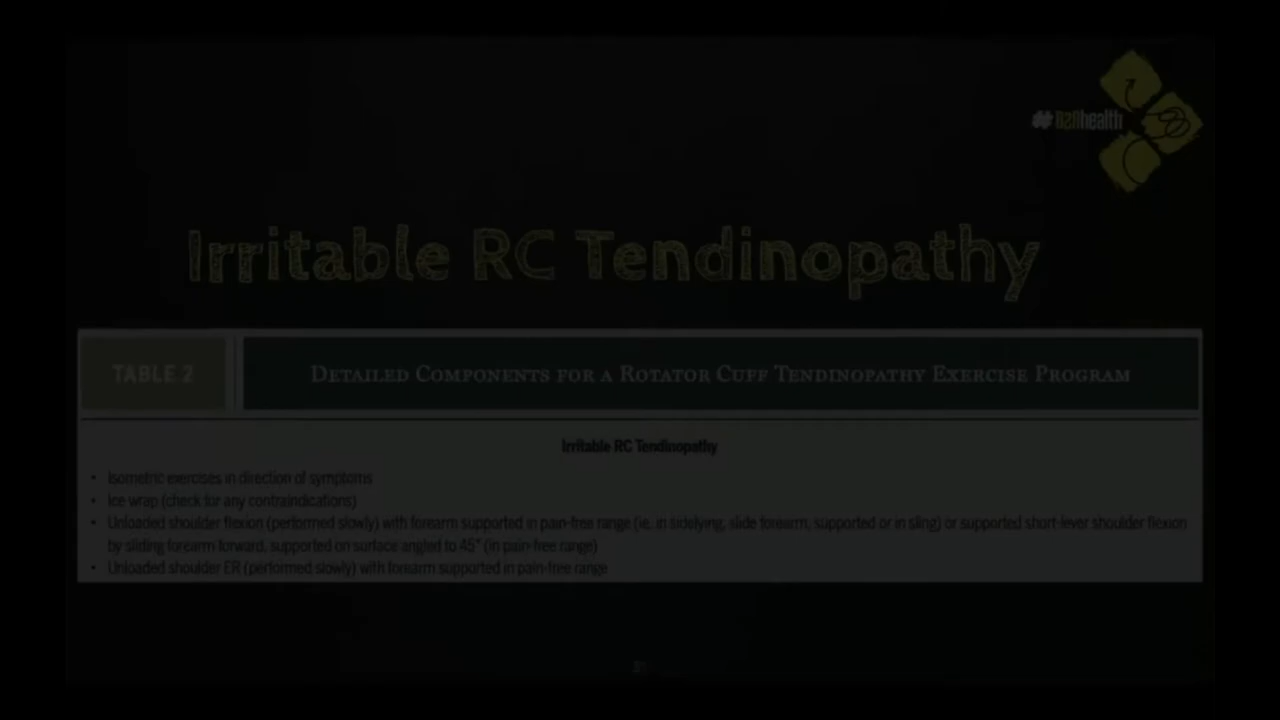 #B2Bhealth
Irritable RC Tendinopathy
TABLE 2
DETAILED COMPONENTS FOR A ROTATOR CUFF TENDINOPATHY EXERCISE PROGRAM
Irritable RC Tendinopathy
• Isometric exercises in direction of symptoms
• Ice wrap (check for any contraindications)
• Unloaded shoulder flexion (performed slowly) with forearm supported in pain-free range (ie, in sidelying, slide forearm, supported or in sling) or supported short-lever shoulder flexion
by sliding forearm forward, supported on surface angled to 45° (in pain-free range)
• Unloaded shoulder ER (performed slowly) with forearm supported in pain-free range